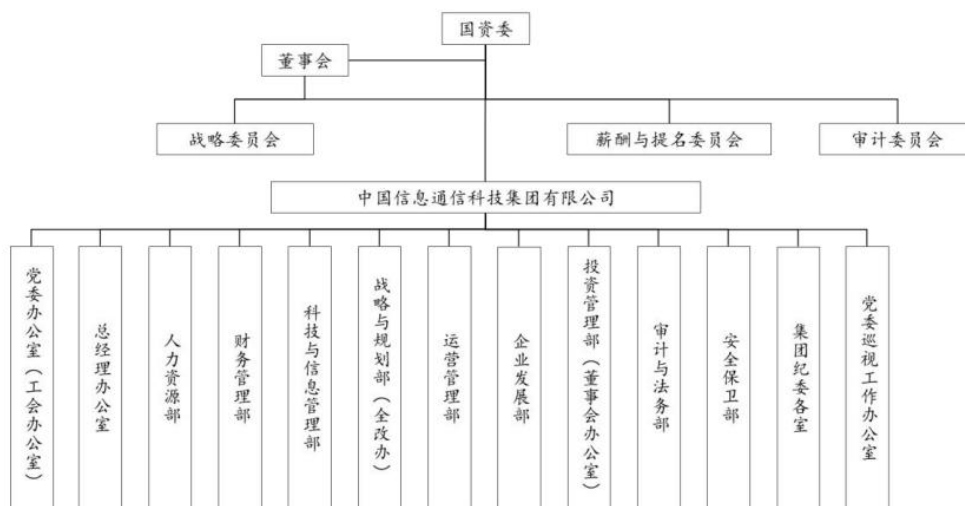 国资委
董事会
战略委员会
薪酬与提名委员会
审计委员会
中国信息通信科技集团有限公司
党委办公室（工会办公室）
总经理办公室
人力资源部
财务管理部
科技与信息管理部
战略与规划部（全改办）
运营管理部
企业发展部
投资管理部（董事会办公室）
审计与法务部
安全保卫部
集团纪委各室
党委巡视工作办公室